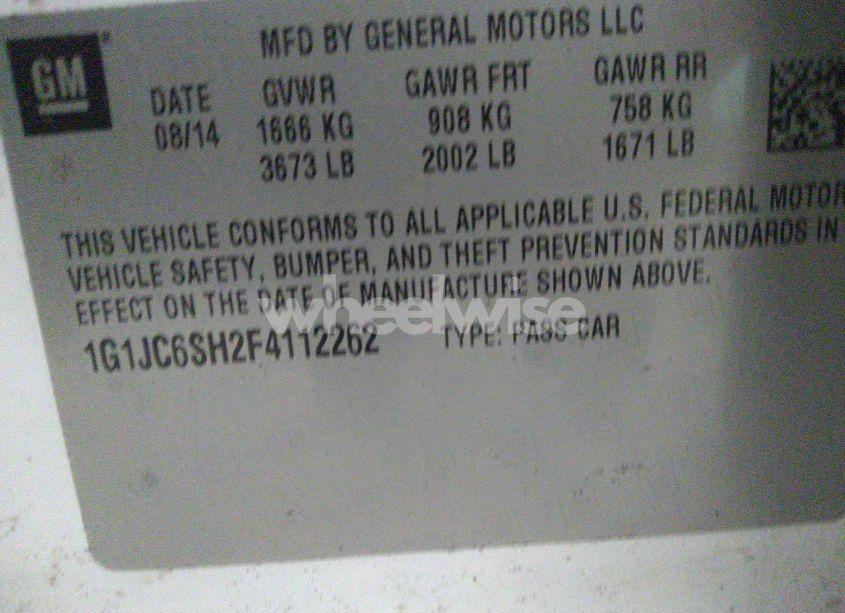 MFD BY GENERAL MOTORS LLC
GM
DATE GVWR GAWR FRT GAWR RR
08/14 1666 KG 908 KG 758 KG
3673 LB 2002 LB 1671 LB
THIS VEHICLE CONFORMS TO ALL APPLICABLE U.S. FEDERAL MOTOR
VEHICLE SAFETY, BUMPER, AND THEFT PREVENTION STANDARDS IN
EFFECT ON THE DATE OF MANUFACTURE SHOWN ABOVE.
wheelwise
1G1JC6SH2F4112262 TYPE: PASS CAR